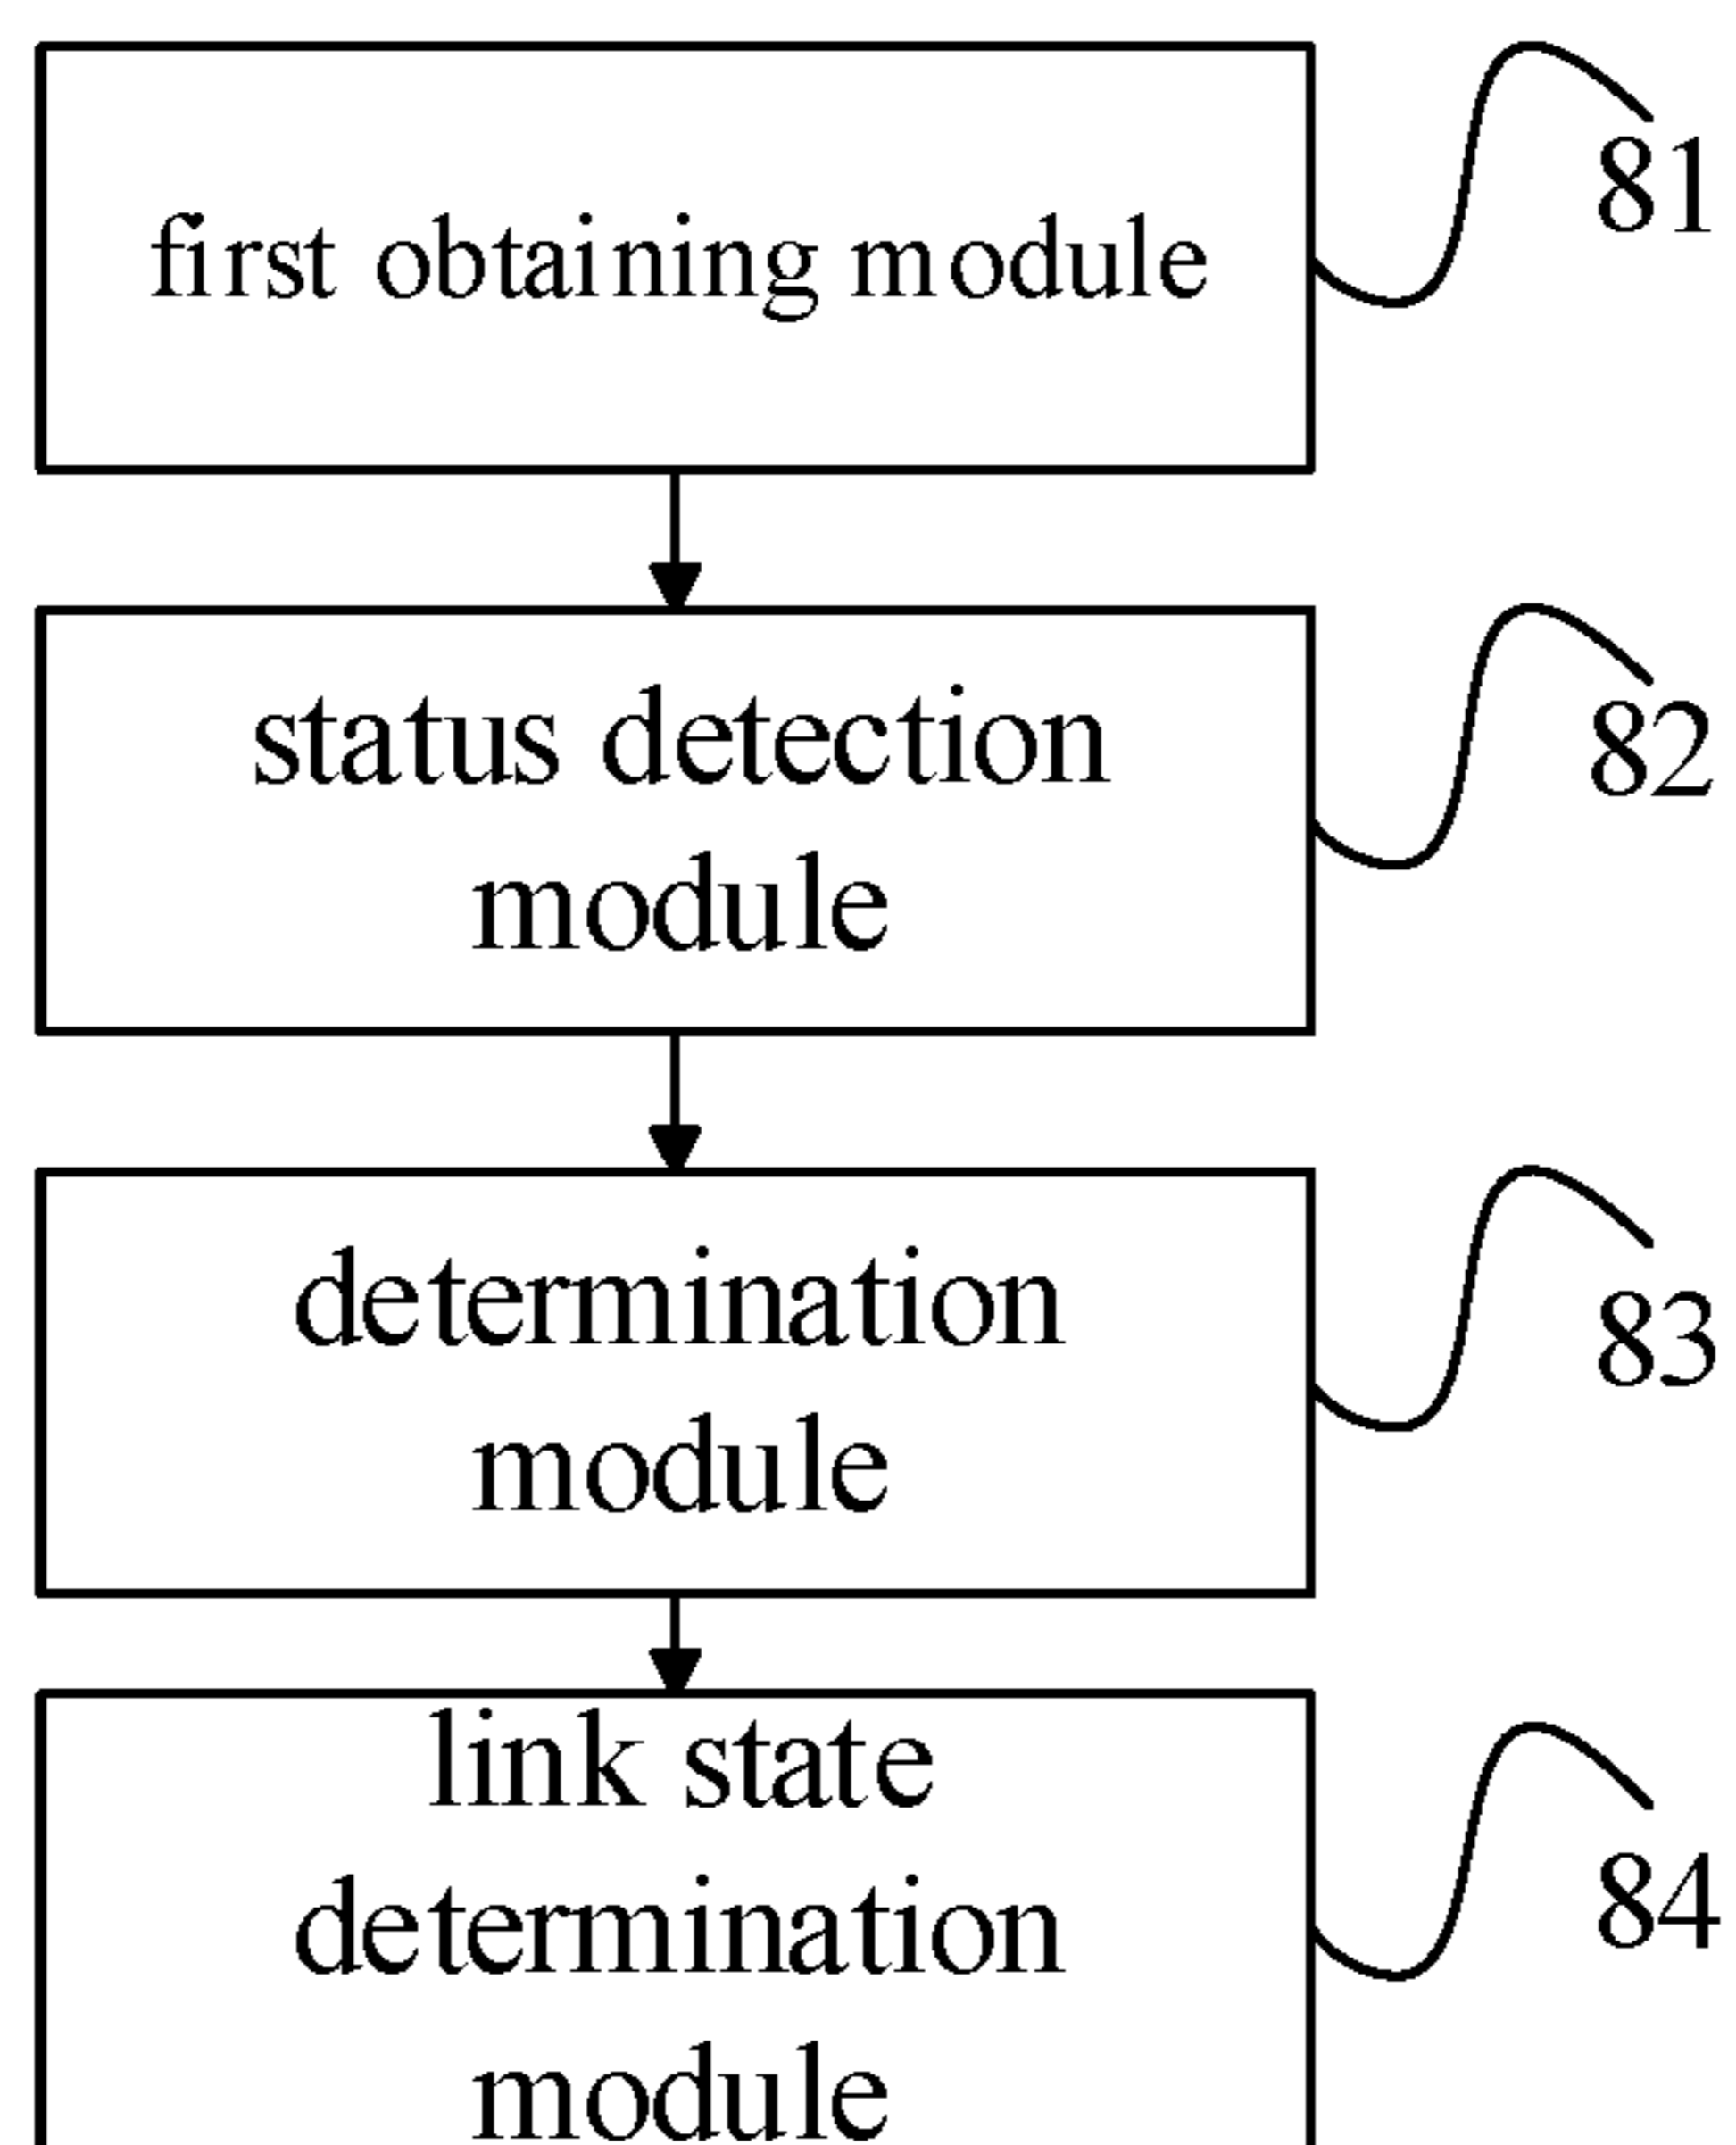 first obtaining module
81
status detection
module
82
determination
module
83
link state
determination
module
84